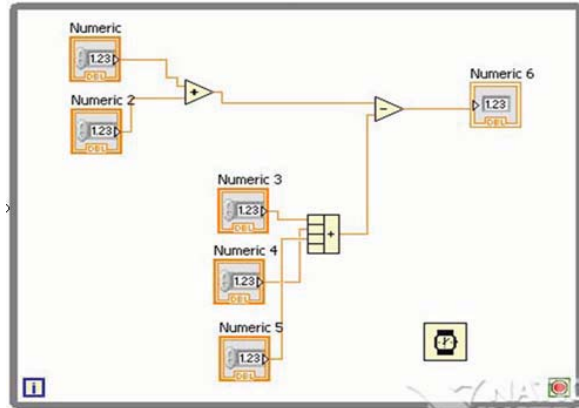 Numeric
1.23
DBL
Numeric 2
1.23
DBL
+
-
Numeric 6
1.23
DBL
Numeric 3
1.23
DBL
+
Numeric 4
1.23
DBL
Numeric 5
1.23
DBL
i